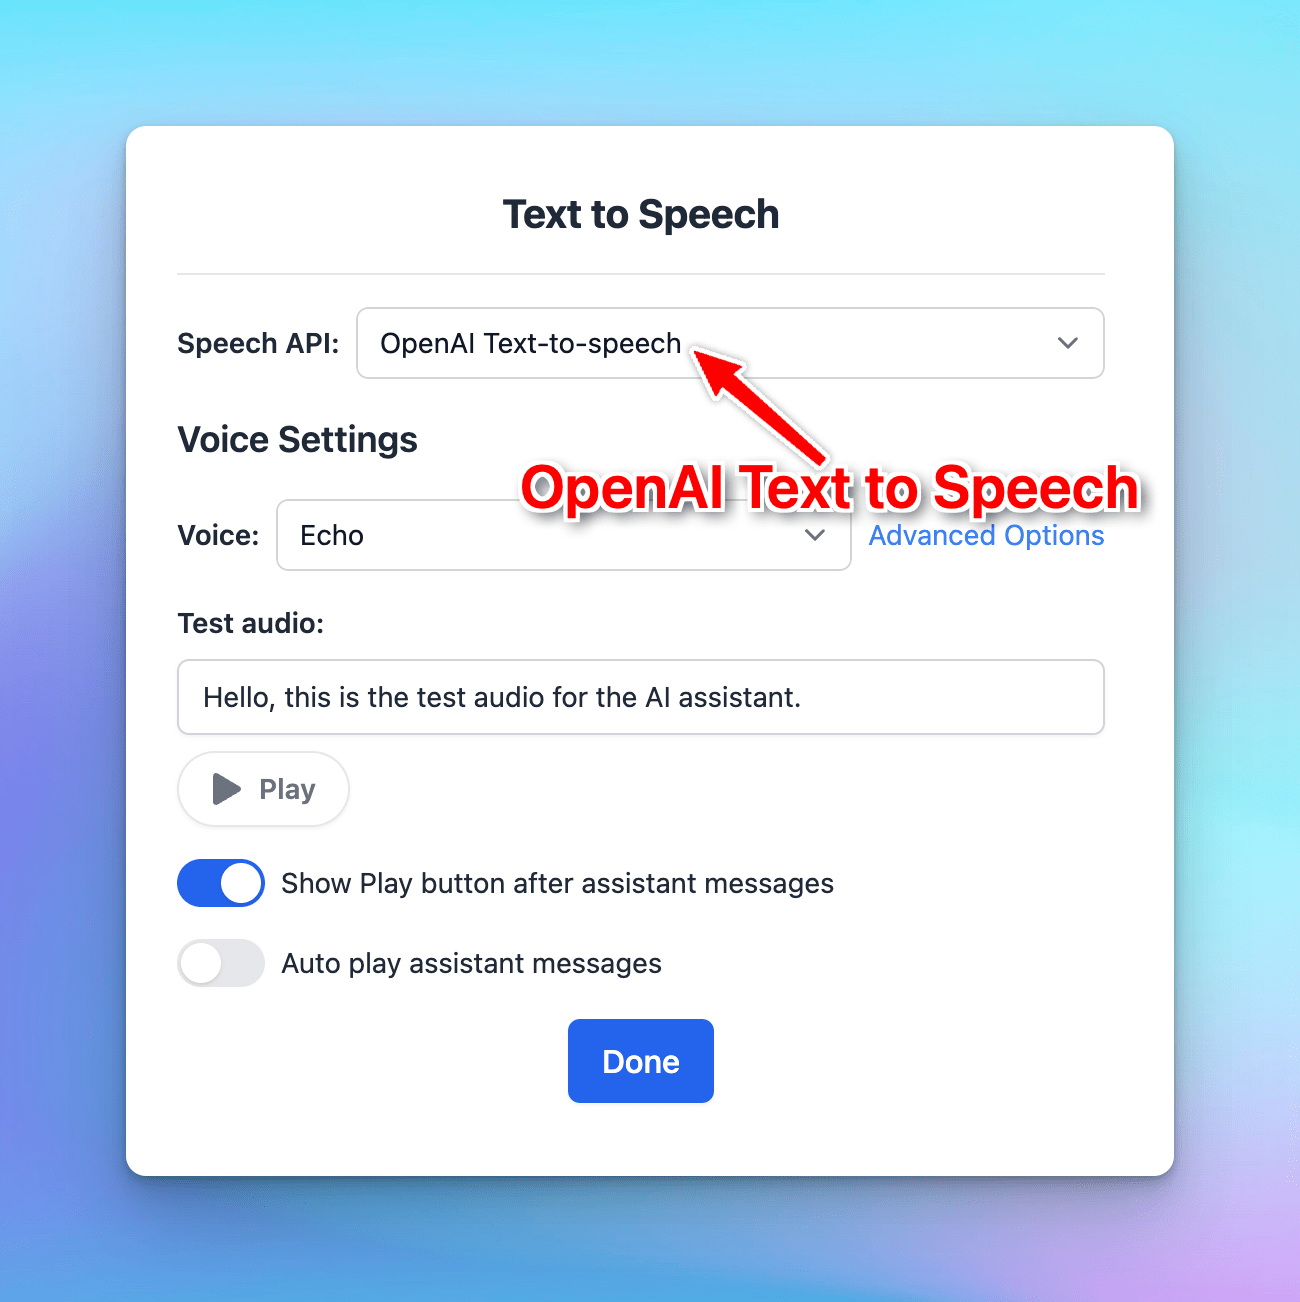 Text to Speech
Speech API: OpenAI Text-to-speech
Voice Settings
OpenAI Text to Speech
Voice: Echo Advanced Options
Test audio:
Hello, this is the test audio for the AI assistant.
Play
Show Play button after assistant messages
Auto play assistant messages
Done